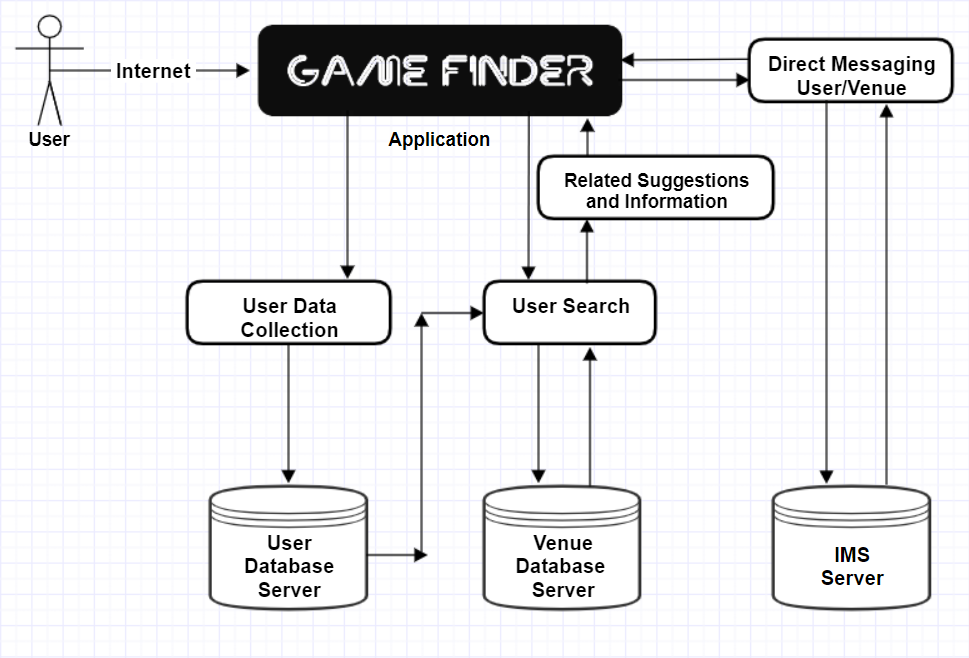 GAME FINDER
Internet
Direct Messaging
User/Venue
User
Application
Related Suggestions
and Information
User Data
Collection
User Search
User
Database
Server
Venue
Database
Server
IMS
Server